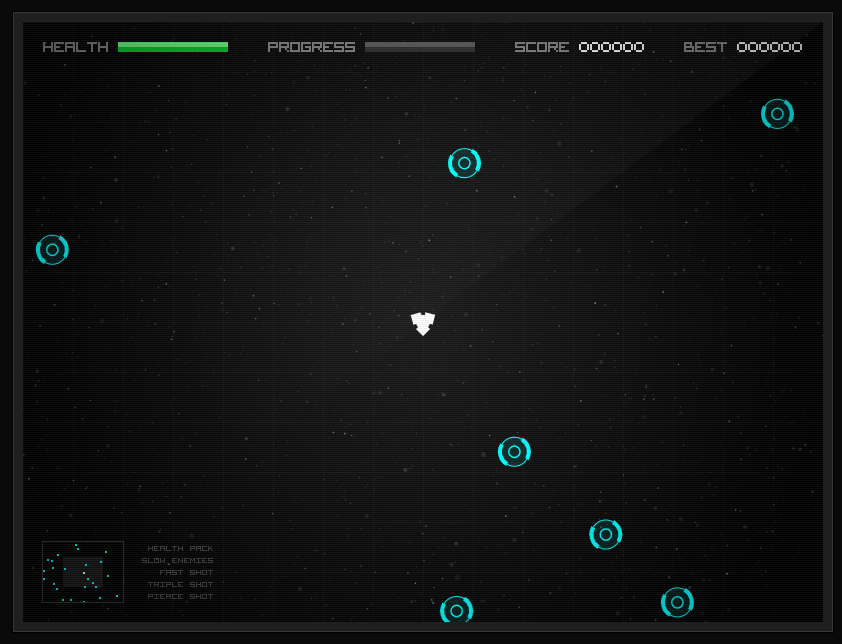 HEALTH PROGRESS SCORE 000000 BEST 000000
HEALTH PACK
SLOW ENEMIES
FAST SHOT
TRIPLE SHOT
PIERCE SHOT